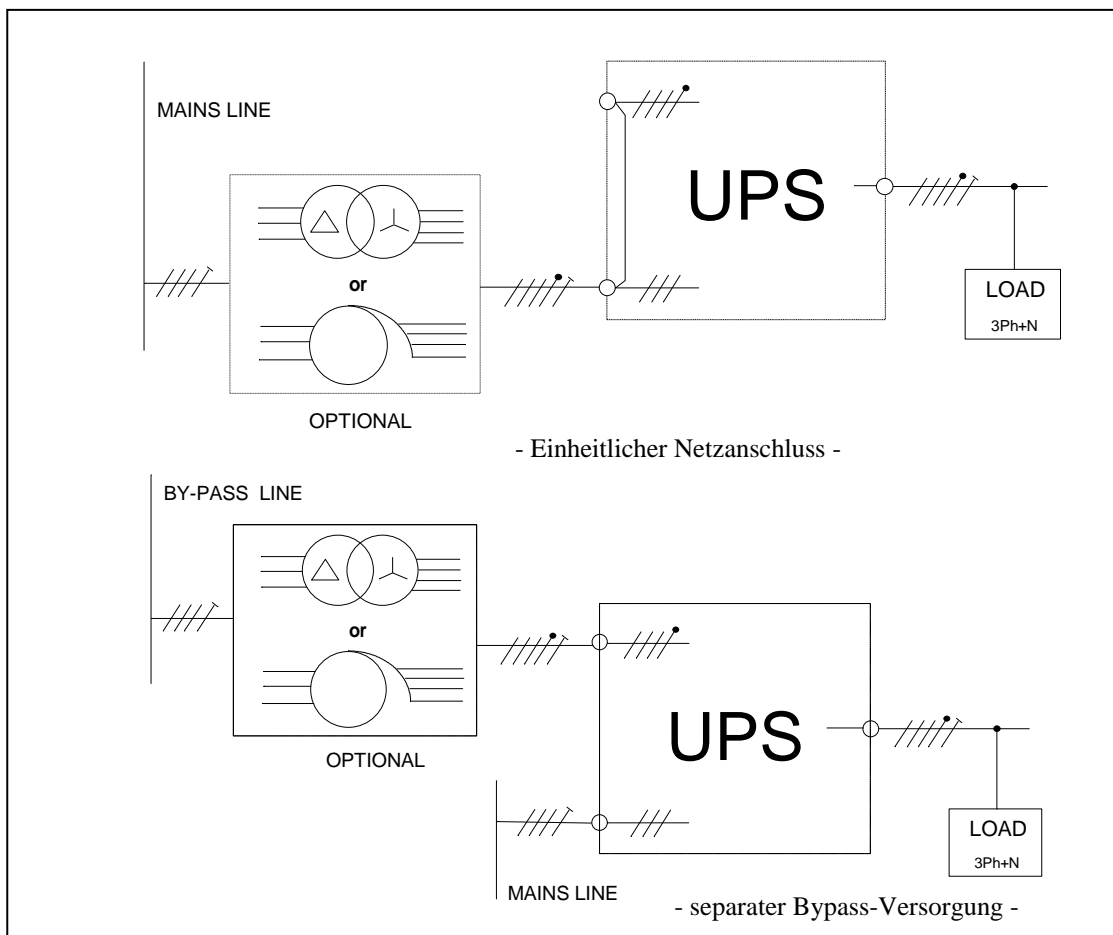 MAINS LINE
UPS
or
LOAD
3Ph+N
OPTIONAL
- Einheitlicher Netzanschluss -
BY-PASS LINE
or
UPS
OPTIONAL
LOAD
3Ph+N
MAINS LINE
- separater Bypass-Versorgung -